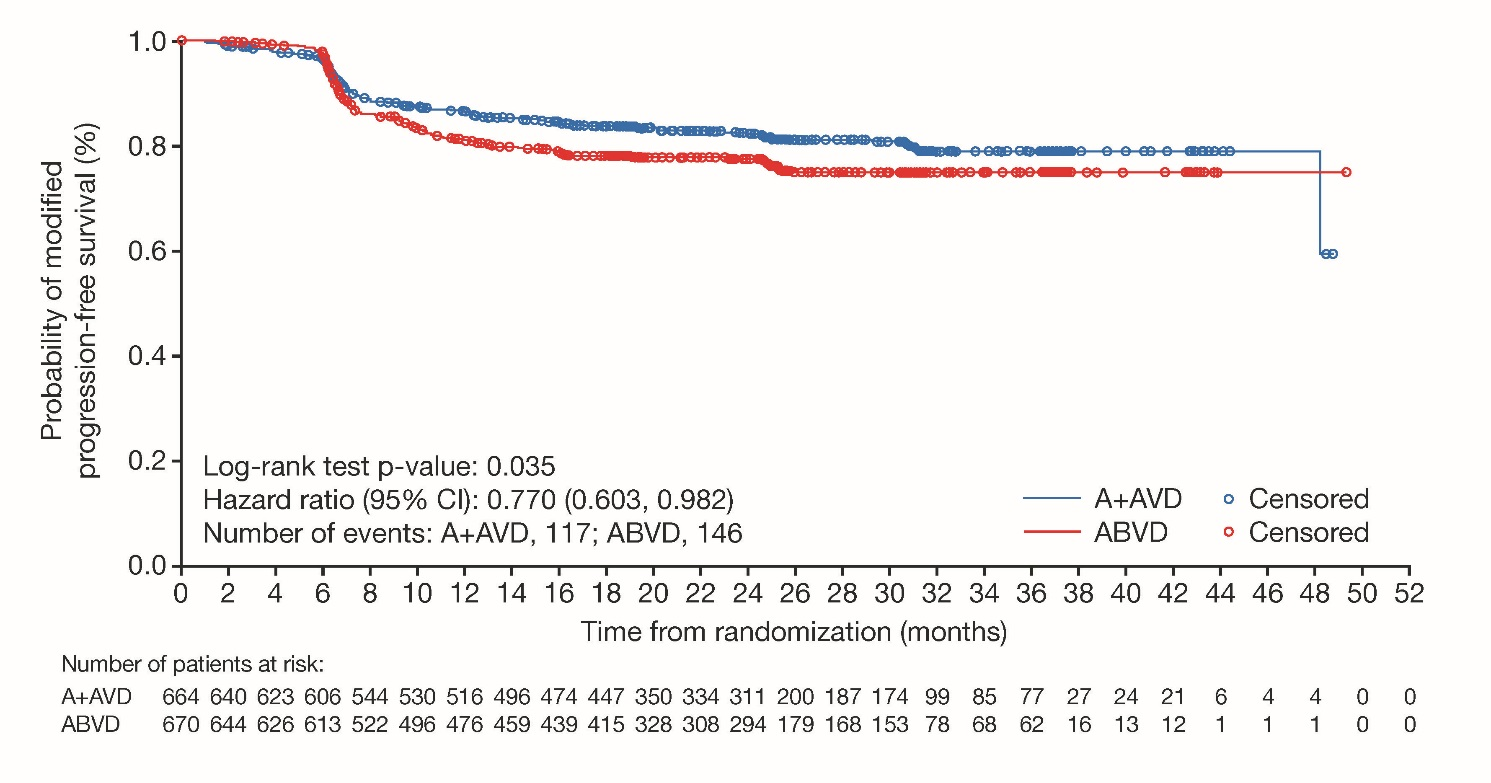 Probability of modified
progression-free survival (%)
1.0
0.8
0.6
0.4
0.2
0.0
Log-rank test p-value: 0.035
Hazard ratio (95% CI): 0.770 (0.603, 0.982)
Number of events: A+AVD, 117; ABVD, 146
A+AVD Censored
ABVD Censored
0 2 4 6 8 10 12 14 16 18 20 22 24 26 28 30 32 34 36 38 40 42 44 46 48 50 52
Time from randomization (months)
Number of patients at risk:
A+AVD 664 640 623 606 544 530 516 496 474 447 350 334 311 200 187 174 99 85 77 27 24 21 6 4 4 0 0
ABVD 670 644 626 613 522 496 476 459 439 415 328 308 294 179 168 153 78 68 62 16 13 12 1 1 1 0 0